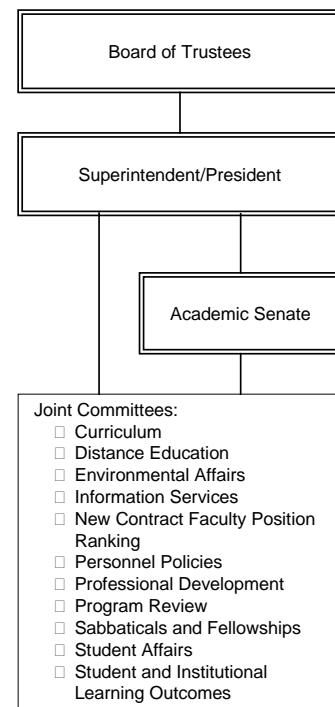 Board of Trustees
Superintendent/President
Academic Senate
Joint Committees:
□ Curriculum
□ Distance Education
□ Environmental Affairs
□ Information Services
□ New Contract Faculty Position
Ranking
□ Personnel Policies
□ Professional Development
□ Program Review
□ Sabbaticals and Fellowships
□ Student Affairs
□ Student and Institutional
Learning Outcomes